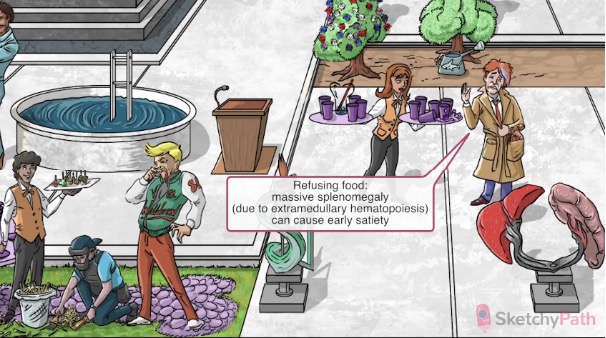 Refusing food:
massive splenomegaly
(due to extramedullary hematopoiesis)
can cause early satiety
SketchyPath